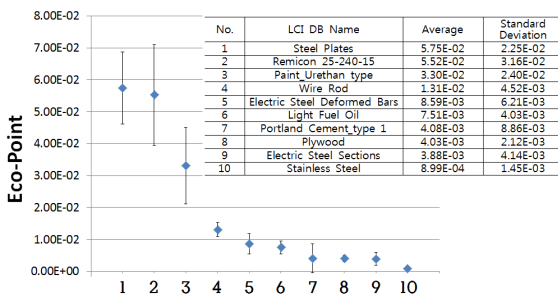 Eco-Point
8.00E-02
7.00E-02
6.00E-02
5.00E-02
4.00E-02
3.00E-02
2.00E-02
1.00E-02
0.00E+00
1 2 3 4 5 6 7 8 9 10
No. LCI DB Name Average Standard Deviation
1 Steel Plates 5.75E-02 2.25E-02
2 Remicon 25-240-15 5.52E-02 3.16E-02
3 Paint_Urethan type 3.30E-02 2.40E-02
4 Wire Rod 1.31E-02 4.52E-03
5 Electric Steel Deformed Bars 8.59E-03 6.21E-03
6 Light Fuel Oil 7.51E-03 4.03E-03
7 Portland Cement_type 1 4.08E-03 8.86E-03
8 Plywood 4.03E-03 2.12E-03
9 Electric Steel Sections 3.88E-03 4.14E-03
10 Stainless Steel 8.99E-04 1.45E-03